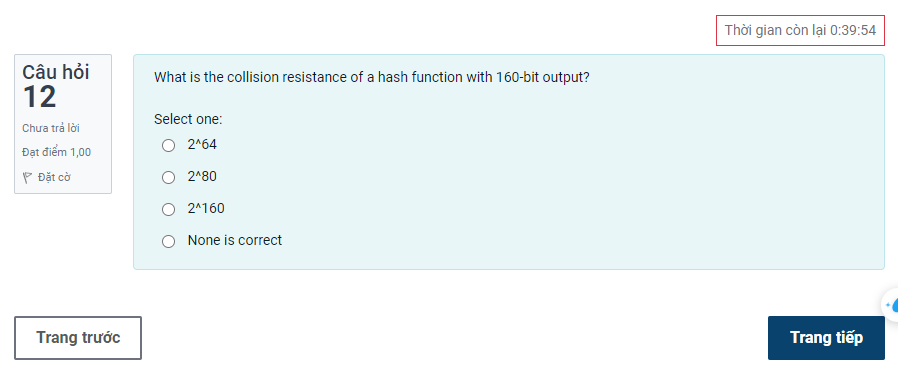 Thời gian còn lại 0:39:54
Câu hỏi
12
Chưa trả lời
Đạt điểm 1,00
Đặt cờ
What is the collision resistance of a hash function with 160-bit output?
Select one:
2^64
2^80
2^160
None is correct
Trang trước
Trang tiếp